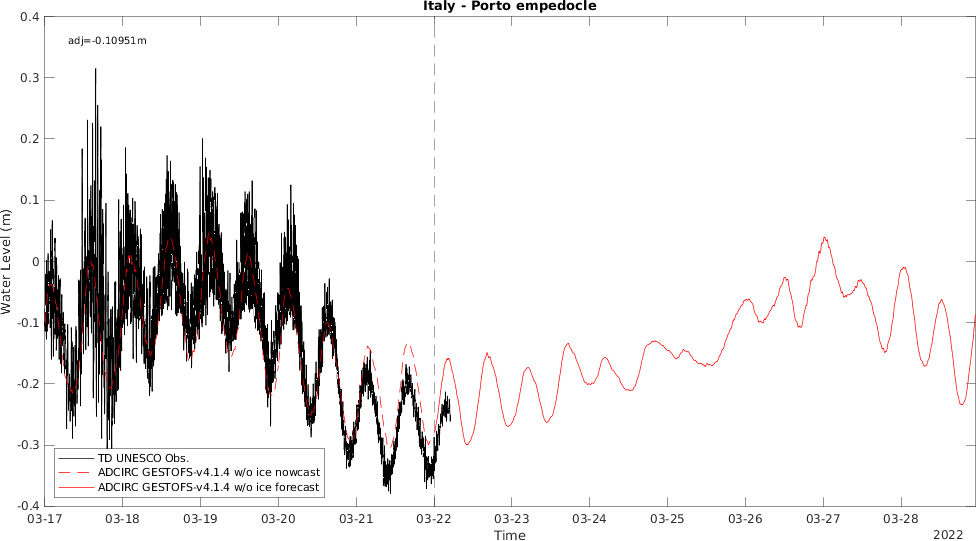 Italy - Porto empedocle
adj=-0.10951m
0.4
0.3
0.2
0.1
0
-0.1
-0.2
-0.3
-0.4
Water Level (m)
TD UNESCO Obs.
ADCIRC GESTOFS-v4.1.4 w/o ice nowcast
ADCIRC GESTOFS-v4.1.4 w/o ice forecast
03-17 03-18 03-19 03-20 03-21 03-22 03-23 03-24 03-25 03-26 03-27 03-28
Time
2022